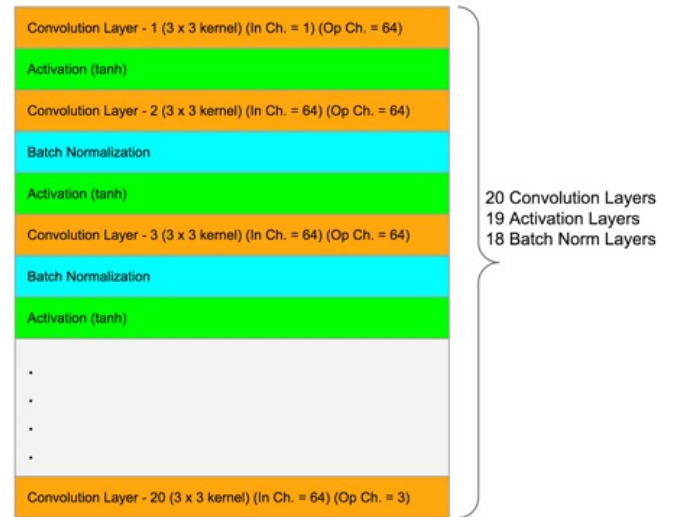 Convolution Layer - 1 (3 x 3 kernel) (In Ch. = 1) (Op Ch. = 64)
Activation (tanh)
Convolution Layer - 2 (3 x 3 kernel) (In Ch. = 64) (Op Ch. = 64)
Batch Normalization
Activation (tanh)
Convolution Layer - 3 (3 x 3 kernel) (In Ch. = 64) (Op Ch. = 64)
Batch Normalization
Activation (tanh)
.
.
.
.
Convolution Layer - 20 (3 x 3 kernel) (In Ch. = 64) (Op Ch. = 3)
20 Convolution Layers
19 Activation Layers
18 Batch Norm Layers